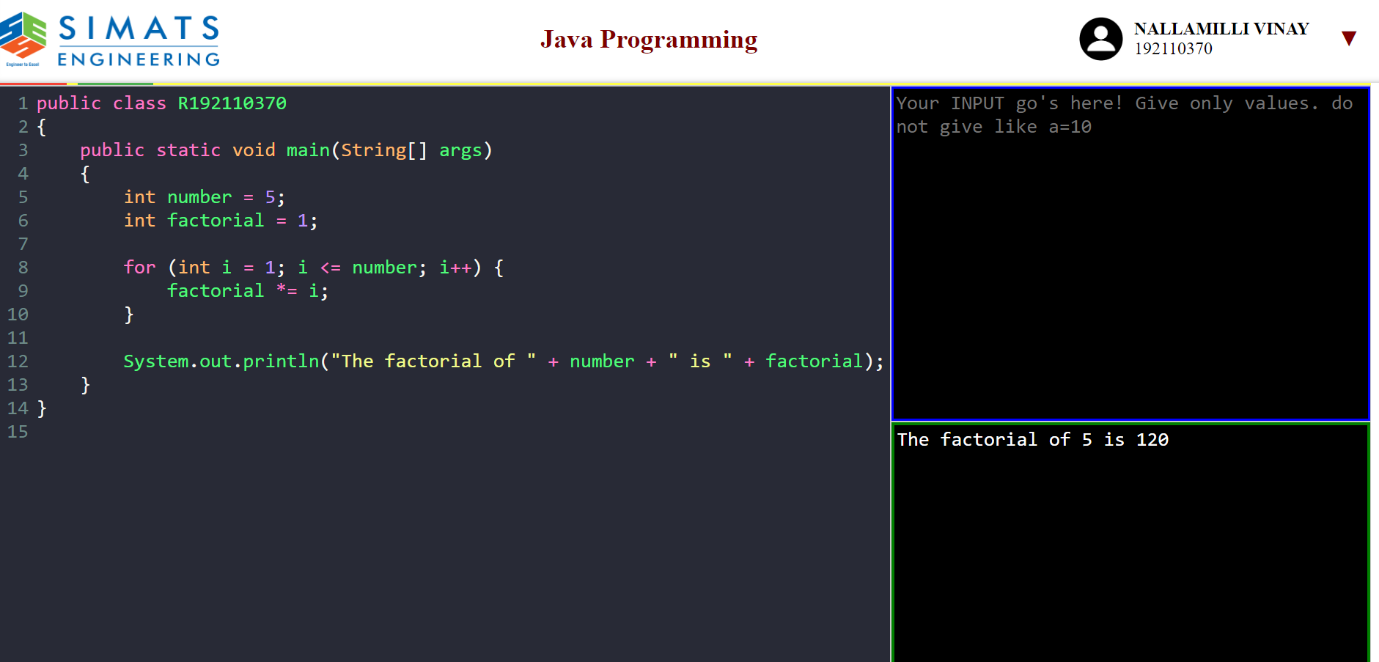 SIMATS
ENGINEERING
Engineer to Excel
Java Programming
NALLAMILLI VINAY
192110370
▼
1 public class R192110370
2 {
3     public static void main(String[] args)
4     {
5         int number = 5;
6         int factorial = 1;
7
8         for (int i = 1; i <= number; i++) {
9             factorial *= i;
10         }
11
12         System.out.println("The factorial of " + number + " is " + factorial);
13     }
14 }
15
Your INPUT go's here! Give only values. do
not give like a=10
The factorial of 5 is 120